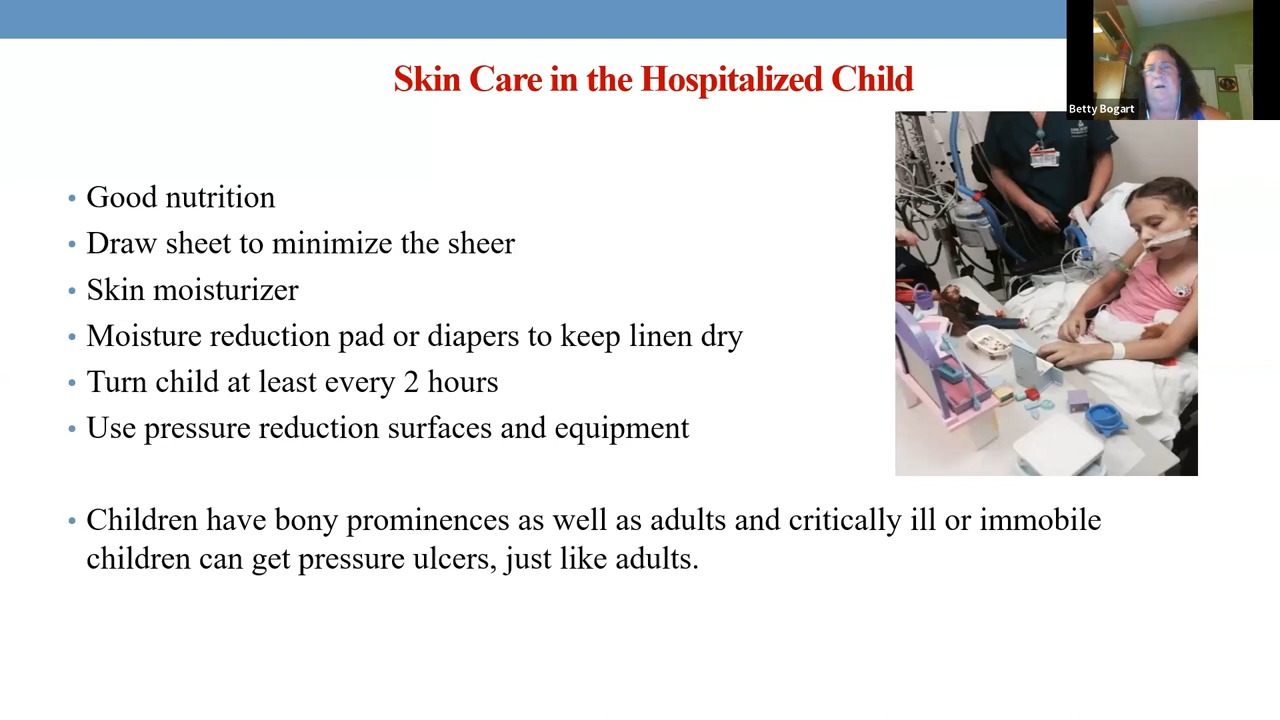 Skin Care in the Hospitalized Child
Betty Bogart
• Good nutrition
• Draw sheet to minimize the sheer
• Skin moisturizer
• Moisture reduction pad or diapers to keep linen dry
• Turn child at least every 2 hours
• Use pressure reduction surfaces and equipment
• Children have bony prominences as well as adults and critically ill or immobile
children can get pressure ulcers, just like adults.